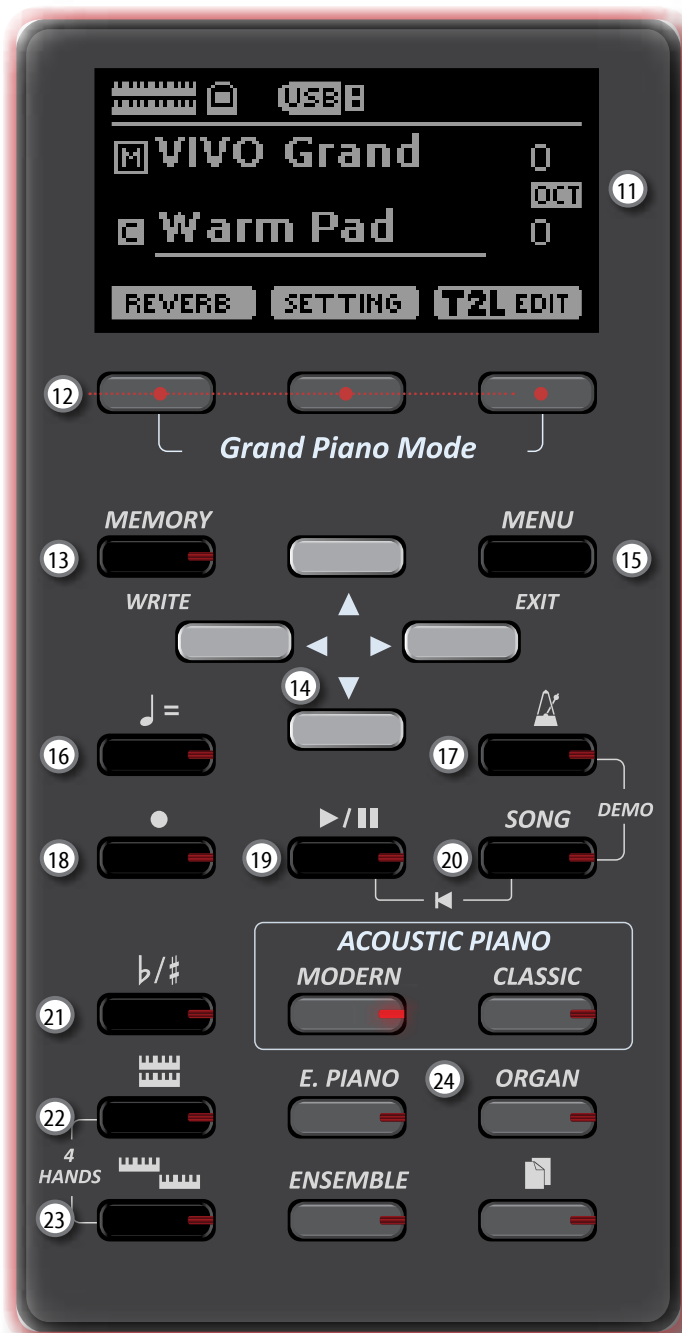 USB
M VIVO Grand 0
OCT 11
C Warm Pad 0
REVERB SETTING T2L EDIT
12
Grand Piano Mode
MEMORY MENU
13 15
WRITE EXIT
▲
◀ ▶
14 ▼
♩ =
16 17
DEMO
● ▶/❚❚ SONG
18 19 20
ACOUSTIC PIANO
♭/♯ MODERN CLASSIC
21
E. PIANO 24 ORGAN
22
4
HANDS
ENSEMBLE
23